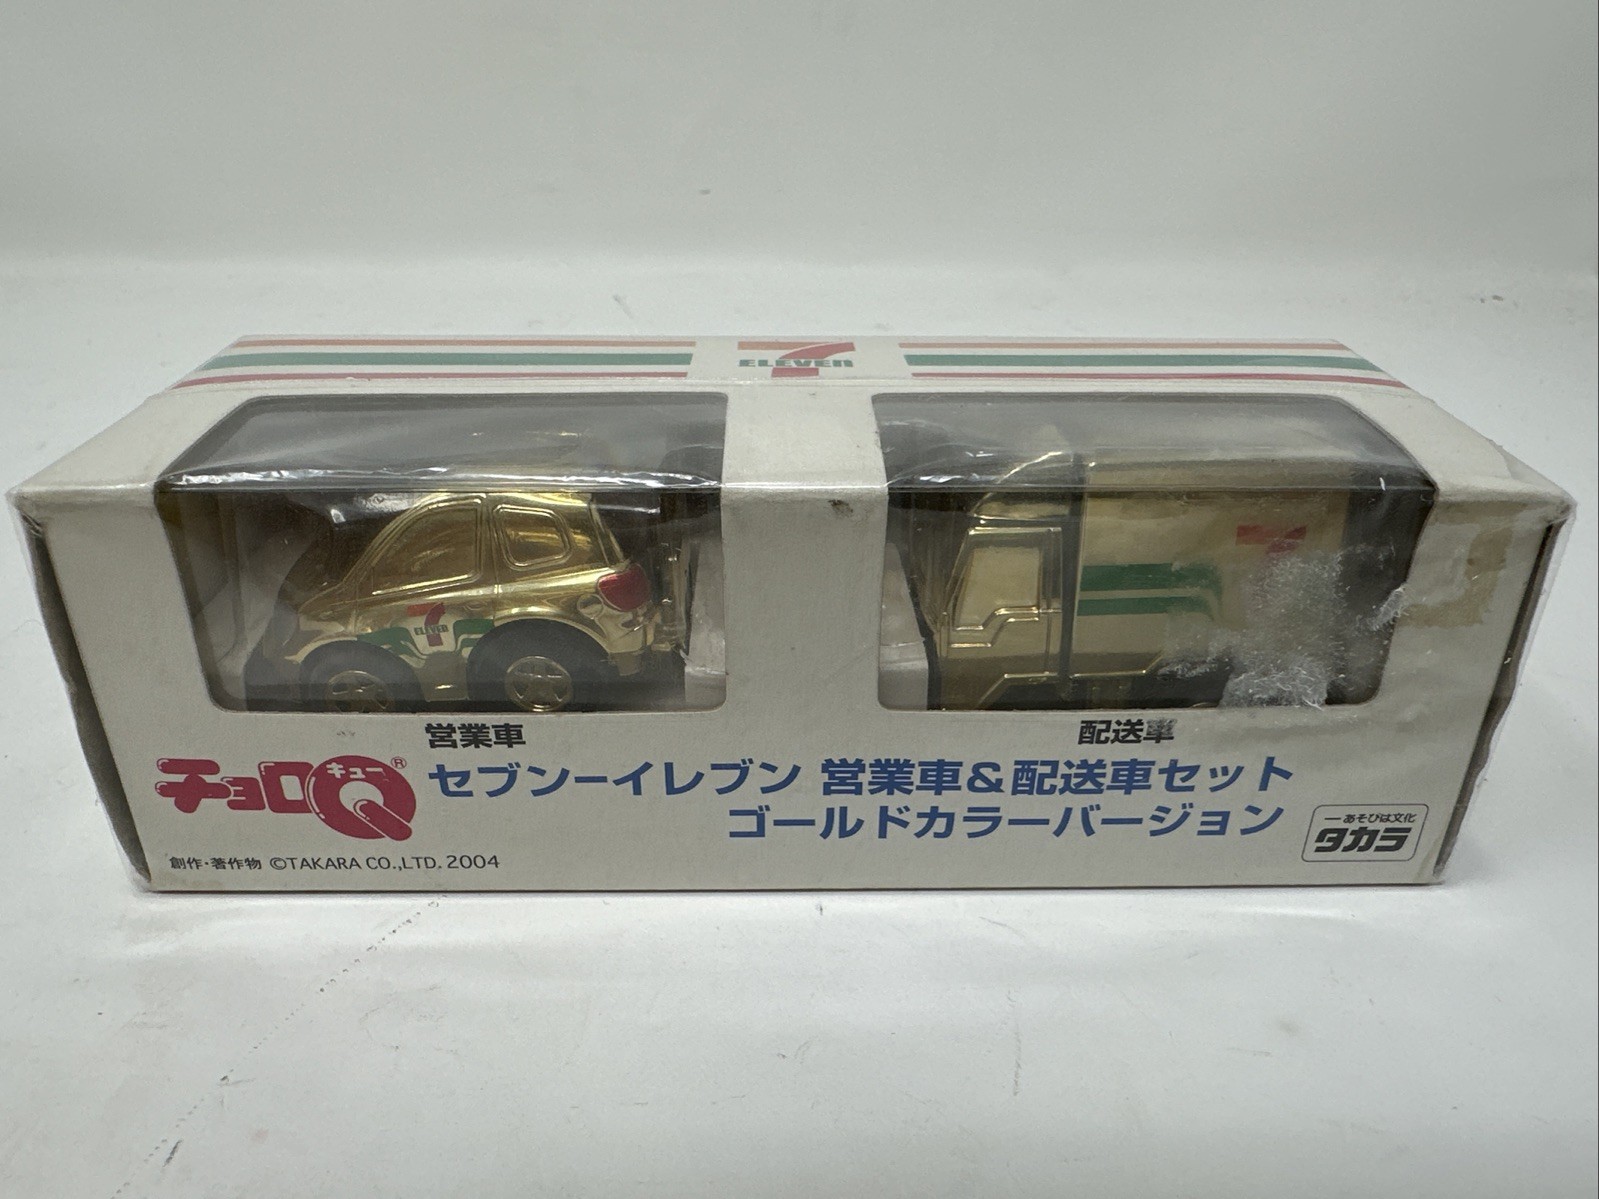 7
ELEVEN
7
ELEVEN
7
営業車
配送車
チョロQ
キュー
®
セブン-イレブン 営業車&配送車セット
ゴールドカラーバージョン
あそびは文化
タカラ
創作・著作物 ©TAKARA CO.,LTD. 2004